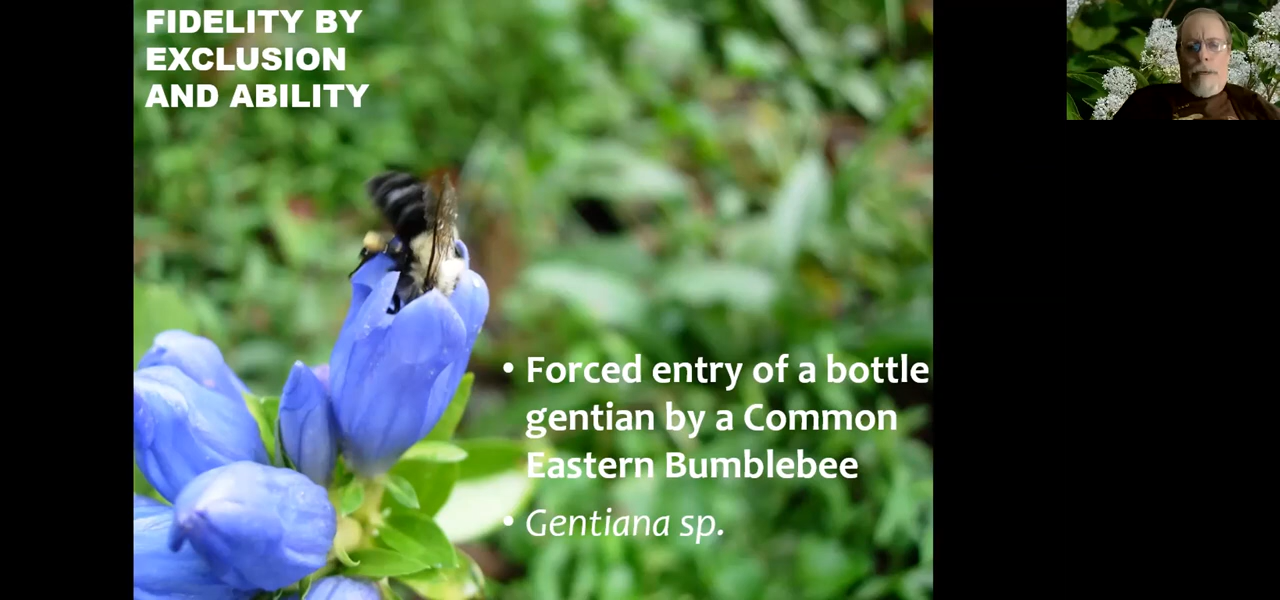 FIDELITY BY
EXCLUSION
AND ABILITY
• Forced entry of a bottle
gentian by a Common
Eastern Bumblebee
• Gentiana sp.